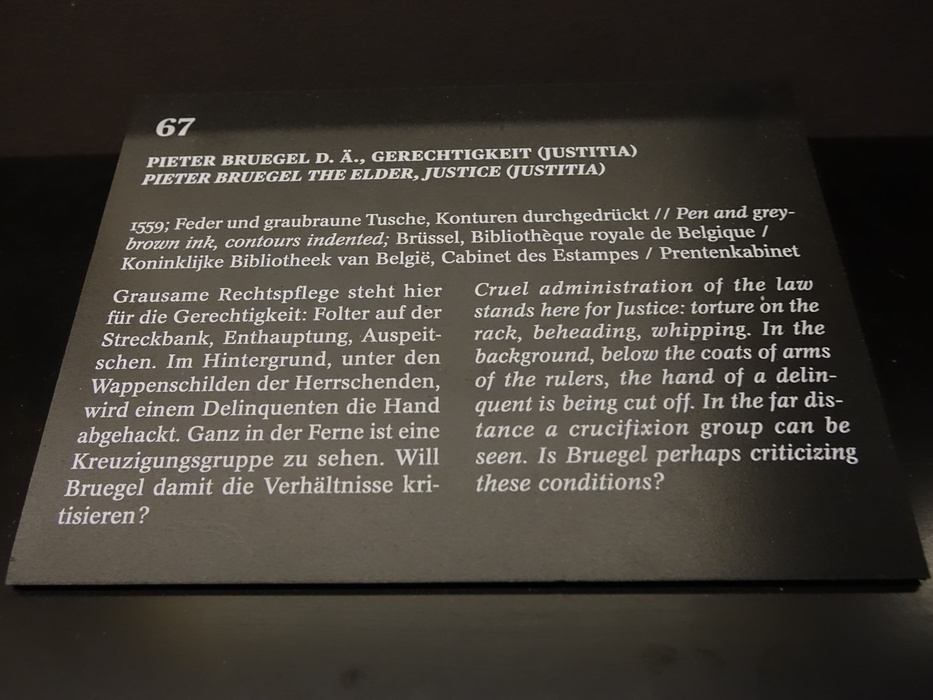 67
PIETER BRUEGEL D. Ä., GERECHTIGKEIT (JUSTITIA)
PIETER BRUEGEL THE ELDER, JUSTICE (JUSTITIA)
1559; Feder und graubraune Tusche, Konturen durchgedrückt // Pen and grey-
brown ink, contours indented; Brüssel, Bibliothèque royale de Belgique /
Koninklijke Bibliotheek van België, Cabinet des Estampes / Prentenkabinet
Grausame Rechtspflege steht hier
für die Gerechtigkeit: Folter auf der
Streckbank, Enthauptung, Auspeit-
schen. Im Hintergrund, unter den
Wappenschilden der Herrschenden,
wird einem Delinquenten die Hand
abgehackt. Ganz in der Ferne ist eine
Kreuzigungsgruppe zu sehen. Will
Bruegel damit die Verhältnisse kri-
tisieren?
Cruel administration of the law
stands here for Justice: torture on the
rack, beheading, whipping. In the
background, below the coats of arms
of the rulers, the hand of a delin-
quent is being cut off. In the far dis-
tance a crucifixion group can be
seen. Is Bruegel perhaps criticizing
these conditions?